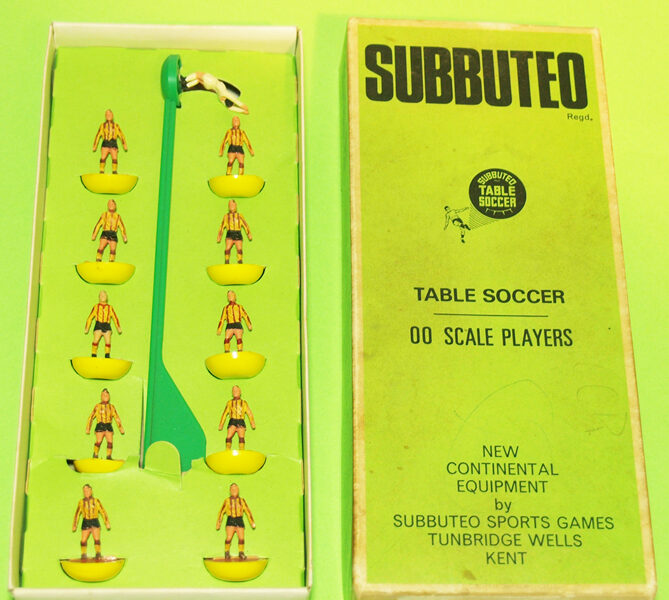 SUBBUTEO
Regd.
SUBBUTEO
TABLE
SOCCER
TABLE SOCCER
00 SCALE PLAYERS
NEW
CONTINENTAL
EQUIPMENT
by
SUBBUTEO SPORTS GAMES
TUNBRIDGE WELLS
KENT